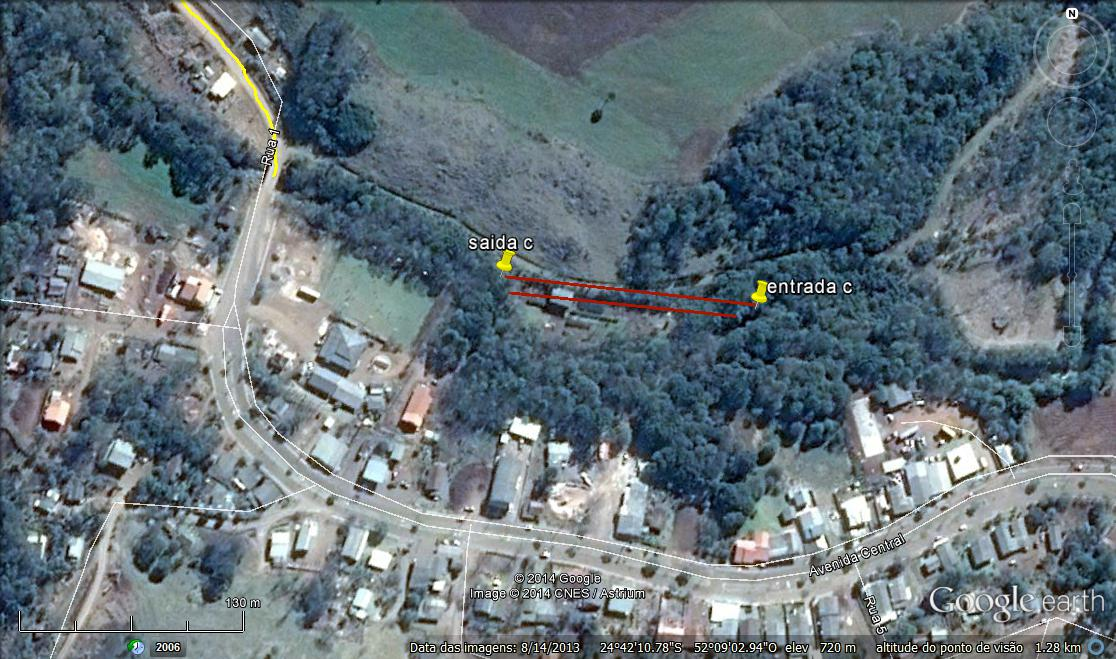 N
Rua 1
saida c
entrada c
Avenida Central
© 2014 Google
Image © 2014 CNES / Astrium
Rua 5
Google earth
130 m
2006
Data das imagens: 8/14/2013 24°42'10.78"S 52°09'02.94"O elev 720 m altitude do ponto de visão 1.28 km